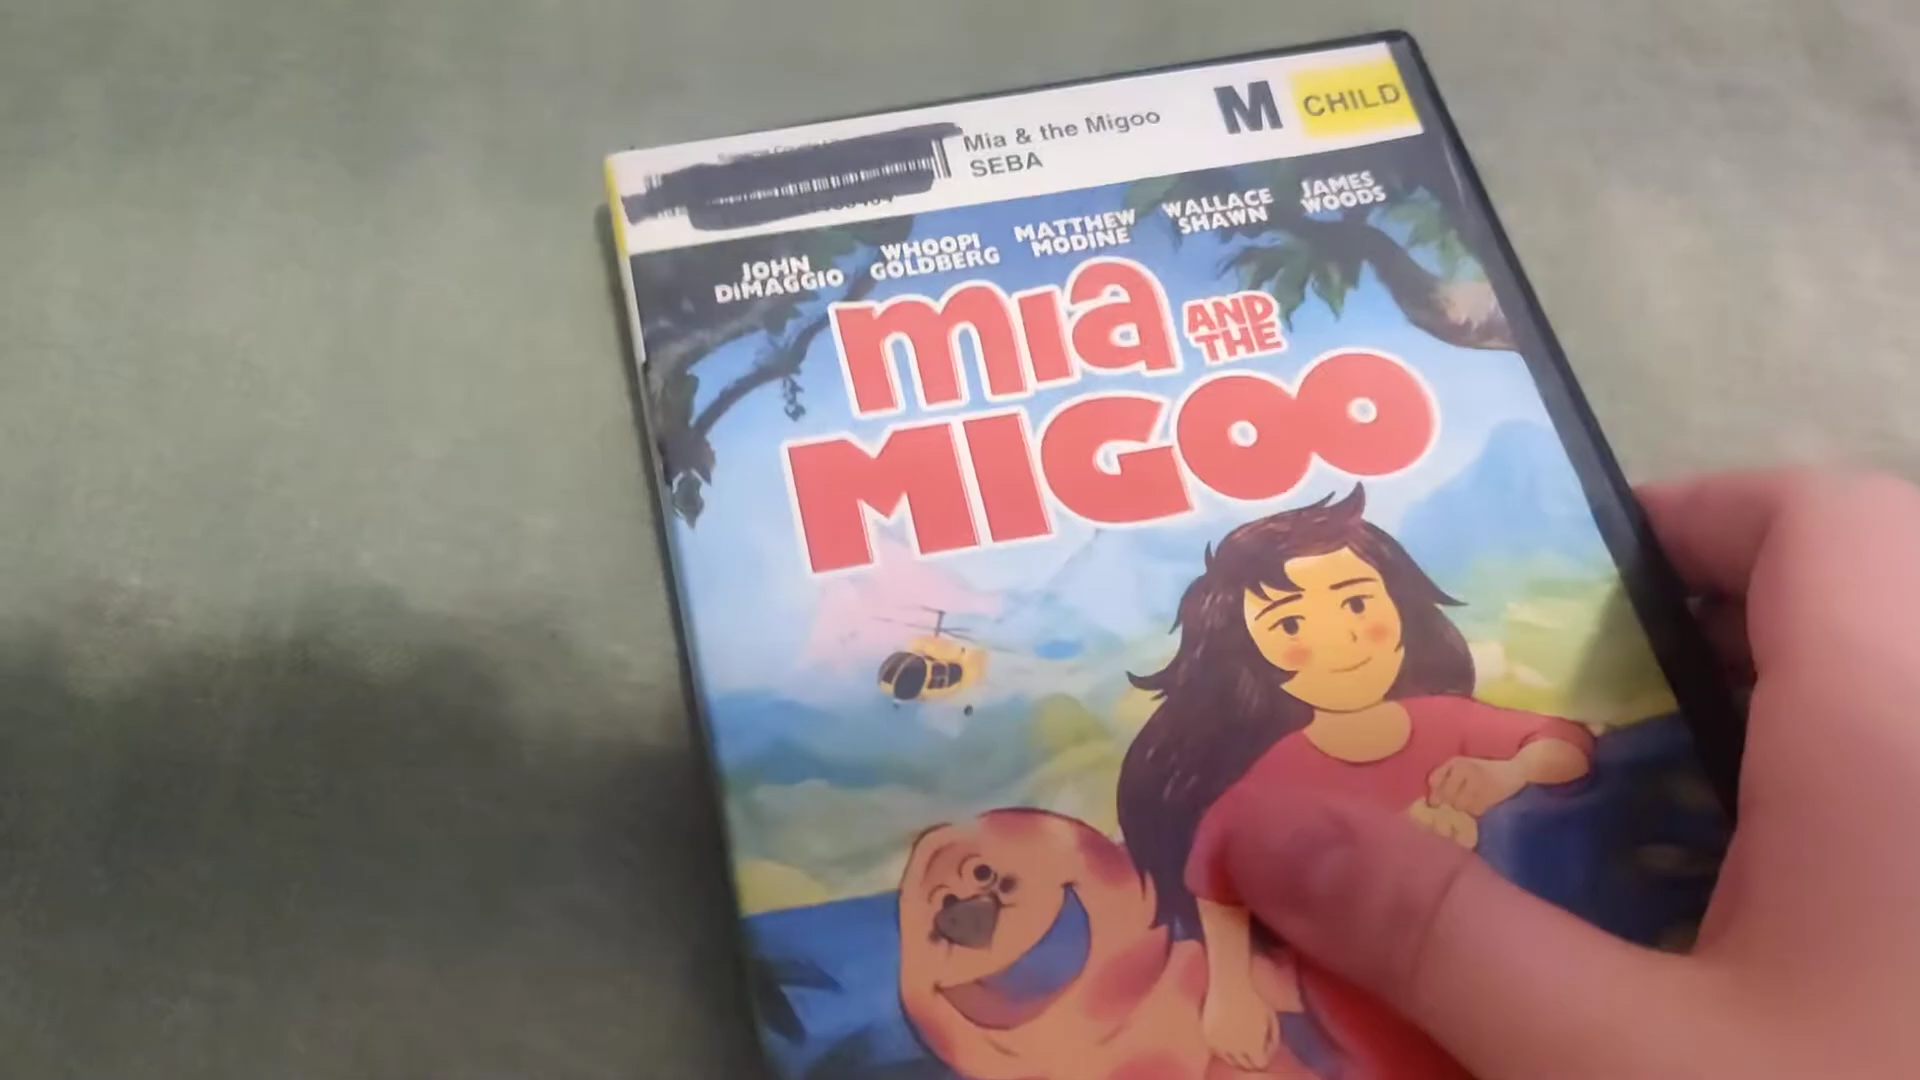 Mia & the Migoo
SEBA
M
CHILD
JOHN
DiMAGGIO
WHOOPI
GOLDBERG
MATTHEW
MODINE
WALLACE
SHAWN
JAMES
WOODS
mia AND THE
MIGOO